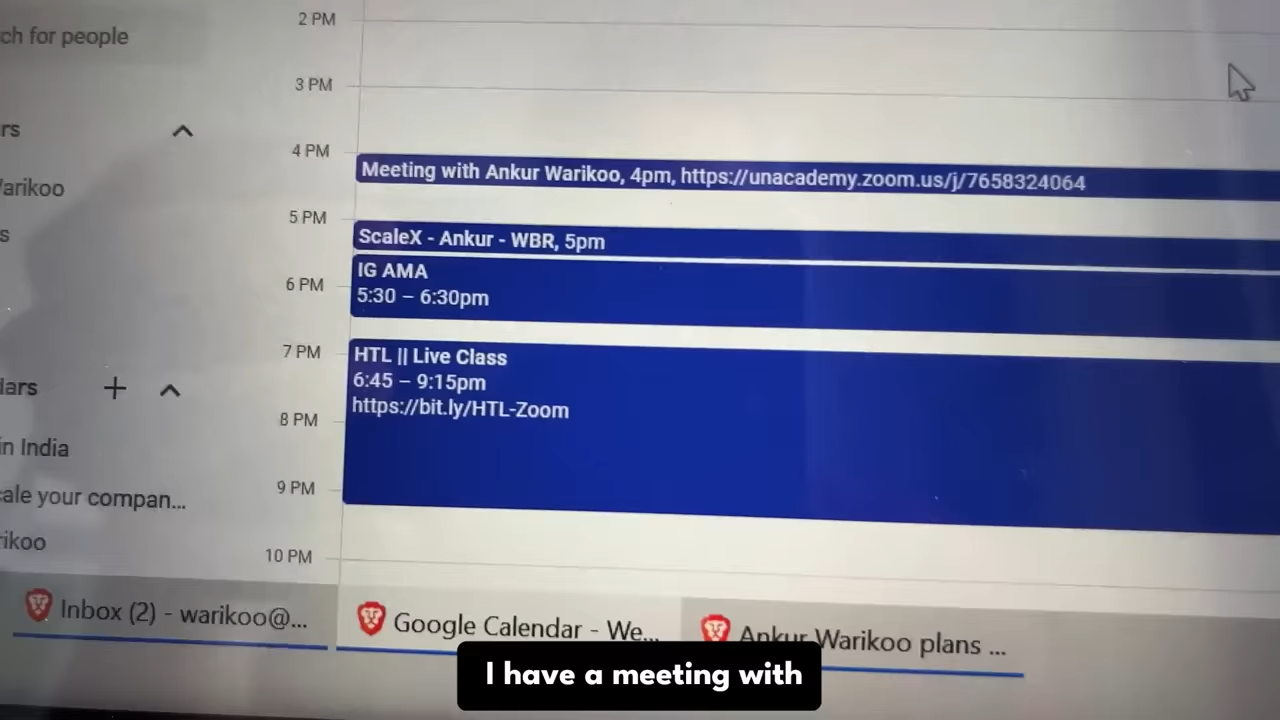 2 PM
ch for people
3 PM
rs
4 PM
Meeting with Ankur Warikoo, 4pm, https://unacademy.zoom.us/j/7658324064
arikoo
5 PM
s
ScaleX - Ankur - WBR, 5pm
IG AMA
6 PM
5:30 – 6:30pm
7 PM
HTL || Live Class
lars
6:45 – 9:15pm
https://bit.ly/HTL-Zoom
8 PM
in India
9 PM
cale your compan...
rikoo
10 PM
Inbox (2) - warikoo@...
Google Calendar - We...
Ankur Warikoo plans ...
I have a meeting with